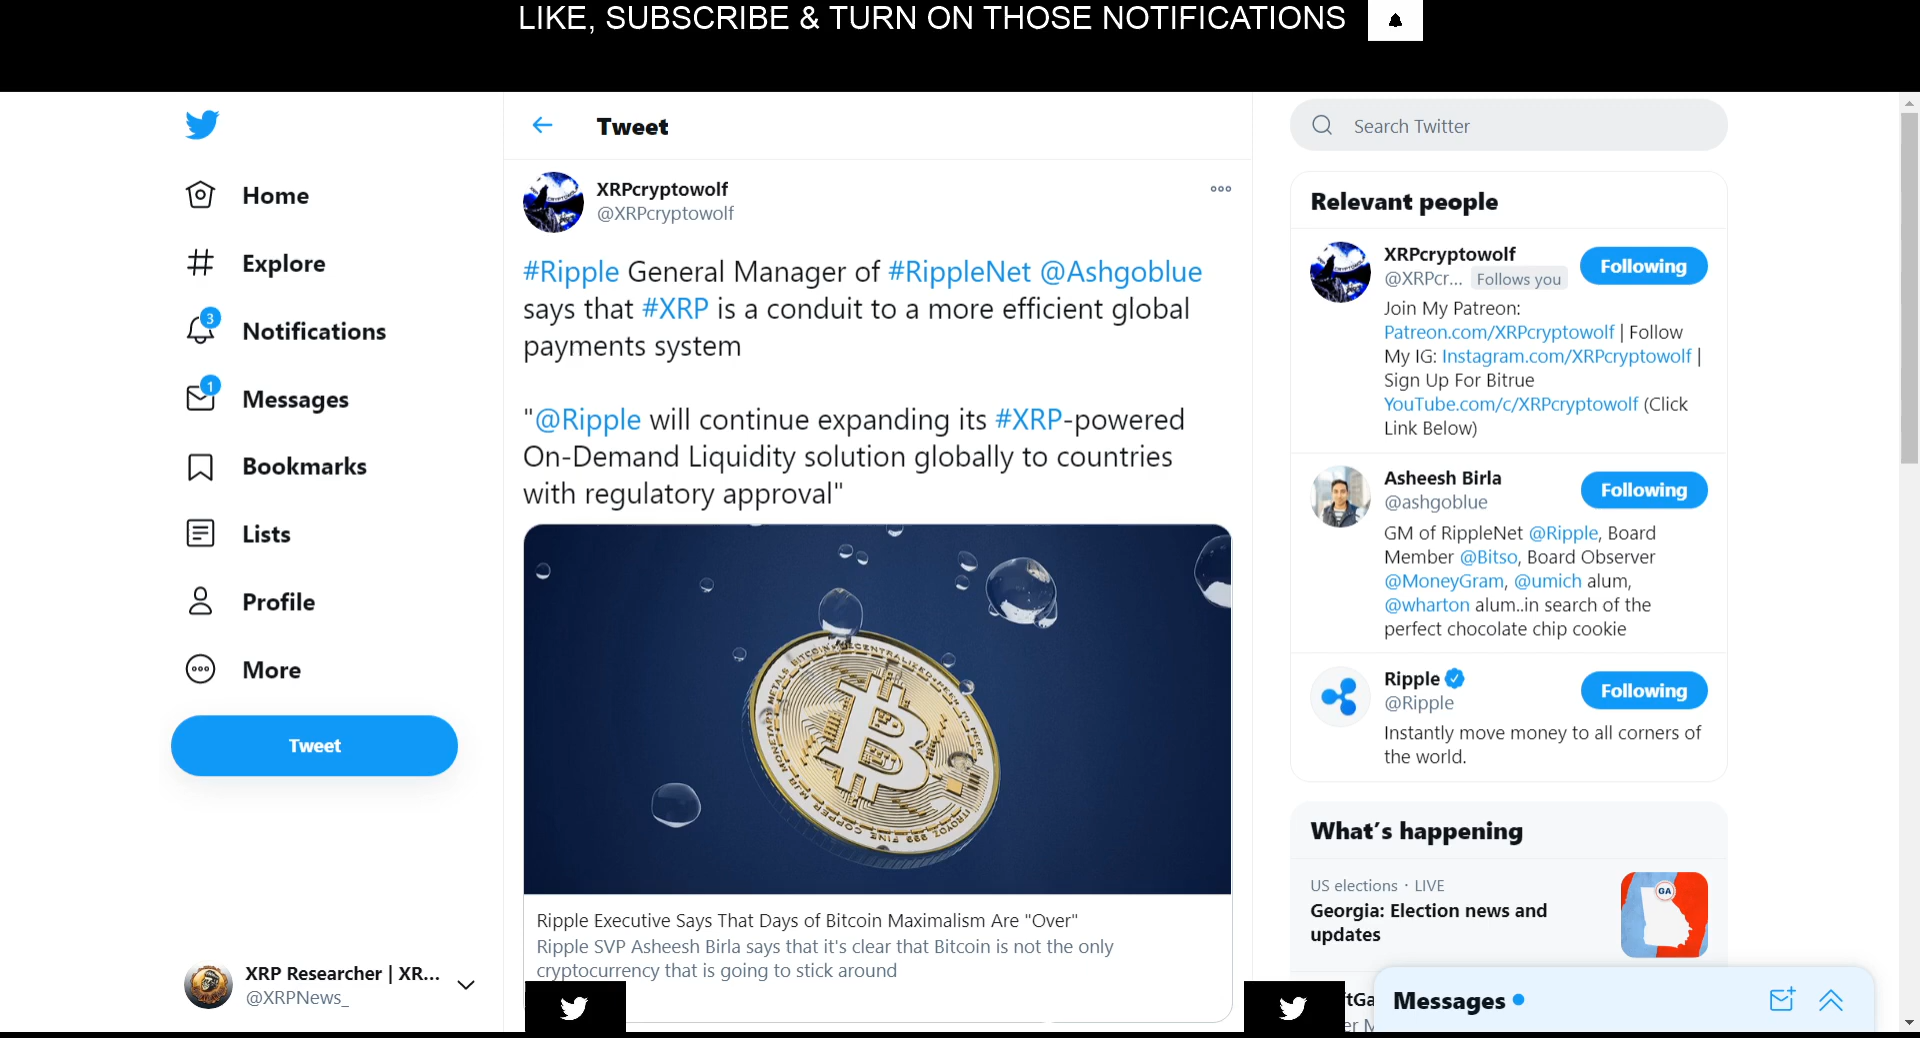 LIKE, SUBSCRIBE & TURN ON THOSE NOTIFICATIONS
Home
Explore
3
Notifications
1
Messages
Bookmarks
Lists
Profile
More
Tweet
XRP Researcher | XR...
@XRPNews_
Tweet
XRPcryptowolf
@XRPcryptowolf
#Ripple General Manager of #RippleNet @Ashgoblue
says that #XRP is a conduit to a more efficient global
payments system
"@Ripple will continue expanding its #XRP-powered
On-Demand Liquidity solution globally to countries
with regulatory approval"
BITCOIN DECENTRALIZED PEER
Ripple Executive Says That Days of Bitcoin Maximalism Are "Over"
Ripple SVP Asheesh Birla says that it's clear that Bitcoin is not the only
cryptocurrency that is going to stick around
Search Twitter
Relevant people
XRPcryptowolf
@XRPcr... Follows you
Following
Join My Patreon:
Patreon.com/XRPcryptowolf | Follow
My IG: Instagram.com/XRPcryptowolf |
Sign Up For Bitrue
YouTube.com/c/XRPcryptowolf (Click
Link Below)
Asheesh Birla
@ashgoblue
Following
GM of RippleNet @Ripple, Board
Member @Bitso, Board Observer
@MoneyGram, @umich alum,
@wharton alum..in search of the
perfect chocolate chip cookie
Ripple
@Ripple
Following
Instantly move money to all corners of
the world.
What's happening
US elections · LIVE
Georgia: Election news and
updates
GA
Messages